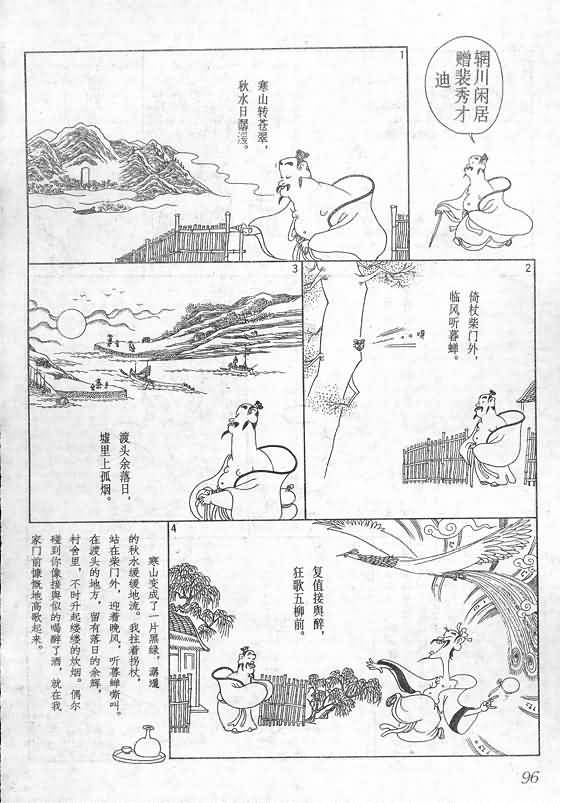 辋川闲居
赠裴秀才
迪
1
寒山转苍翠，
秋水日潺湲。
2
倚杖柴门外，
临风听暮蝉。
3
渡头余落日，
墟里上孤烟。
4
复值接舆醉，
狂歌五柳前。
寒山变成了一片黑绿，潺湲
的秋水缓缓地流。我拄着拐杖，
站在柴门外，迎着晚风，听暮蝉嘶叫。
在渡头的地方，留有落日的余辉，
村舍里，不时升起缕缕的炊烟。偶尔
碰到你像接舆似的喝醉了酒，就在我
家门前慷慨地高歌起来。
96